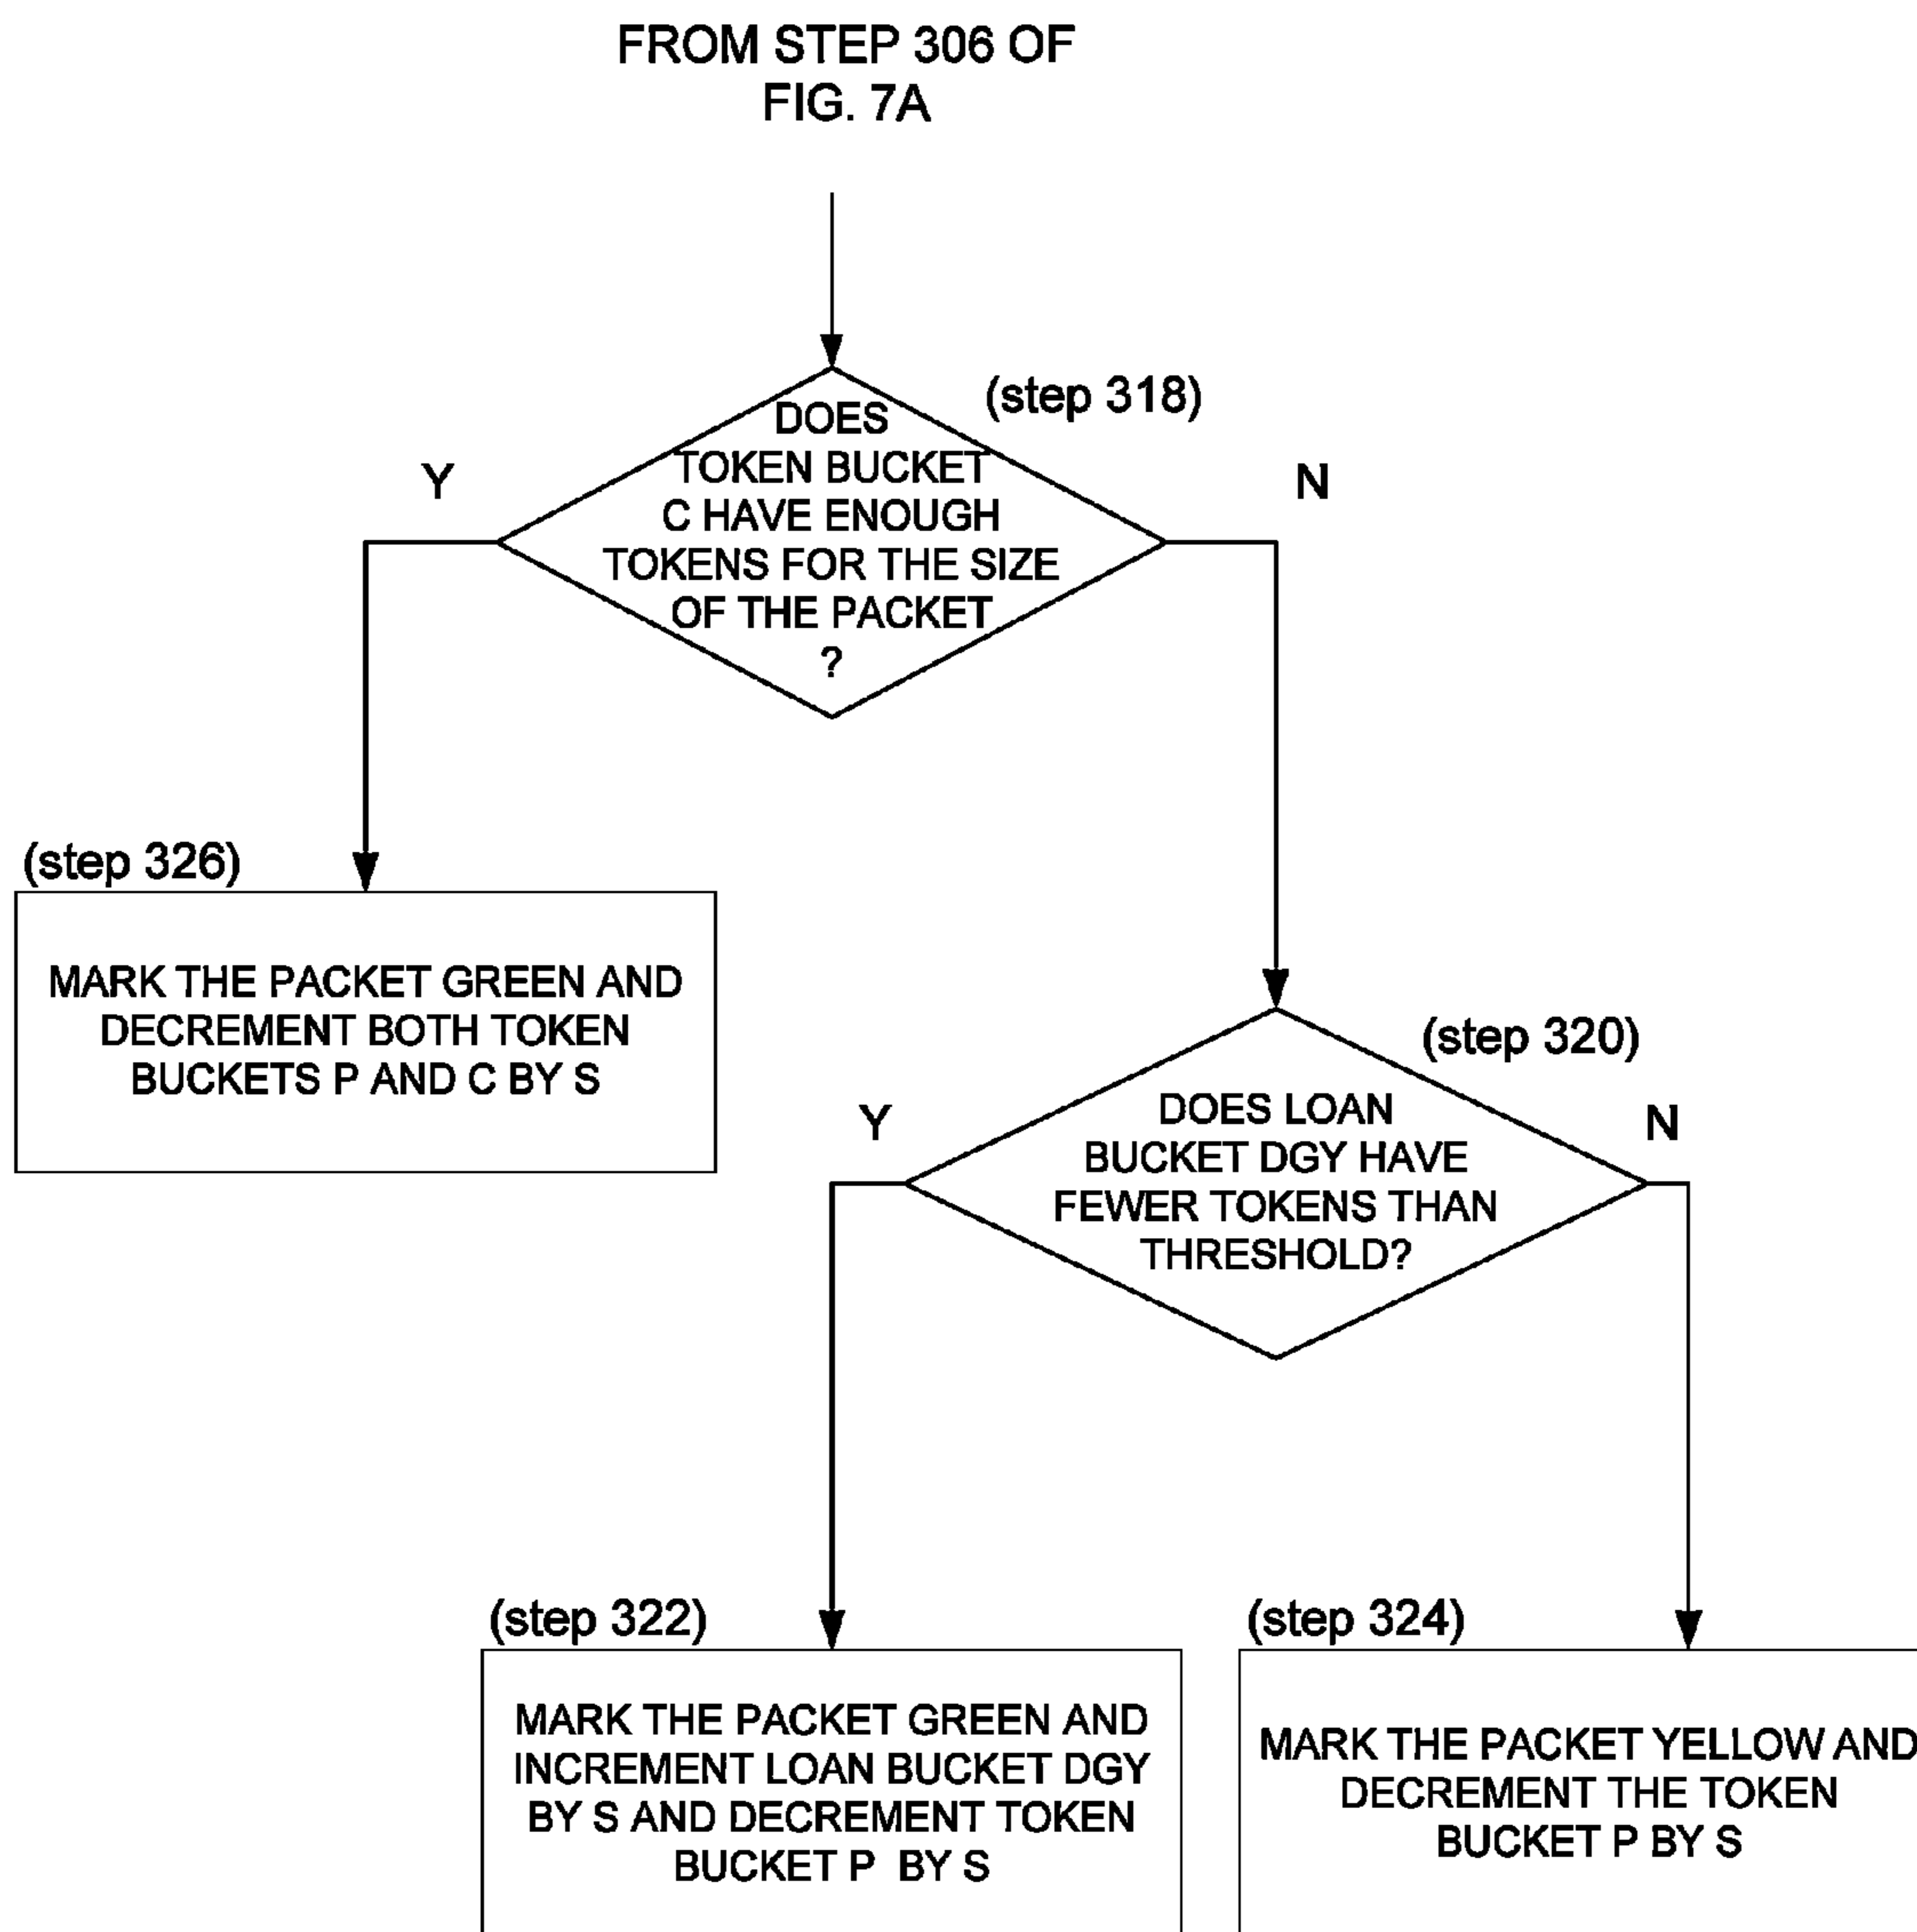 FROM STEP 306 OF
FIG. 7A
(step 318)
DOES
TOKEN BUCKET
C HAVE ENOUGH
TOKENS FOR THE SIZE
OF THE PACKET
?
Y
N
(step 326)
MARK THE PACKET GREEN AND
DECREMENT BOTH TOKEN
BUCKETS P AND C BY S
(step 320)
DOES LOAN
BUCKET DGY HAVE
FEWER TOKENS THAN
THRESHOLD?
Y
N
(step 322)
MARK THE PACKET GREEN AND
INCREMENT LOAN BUCKET DGY
BY S AND DECREMENT TOKEN
BUCKET P BY S
(step 324)
MARK THE PACKET YELLOW AND
DECREMENT THE TOKEN
BUCKET P BY S